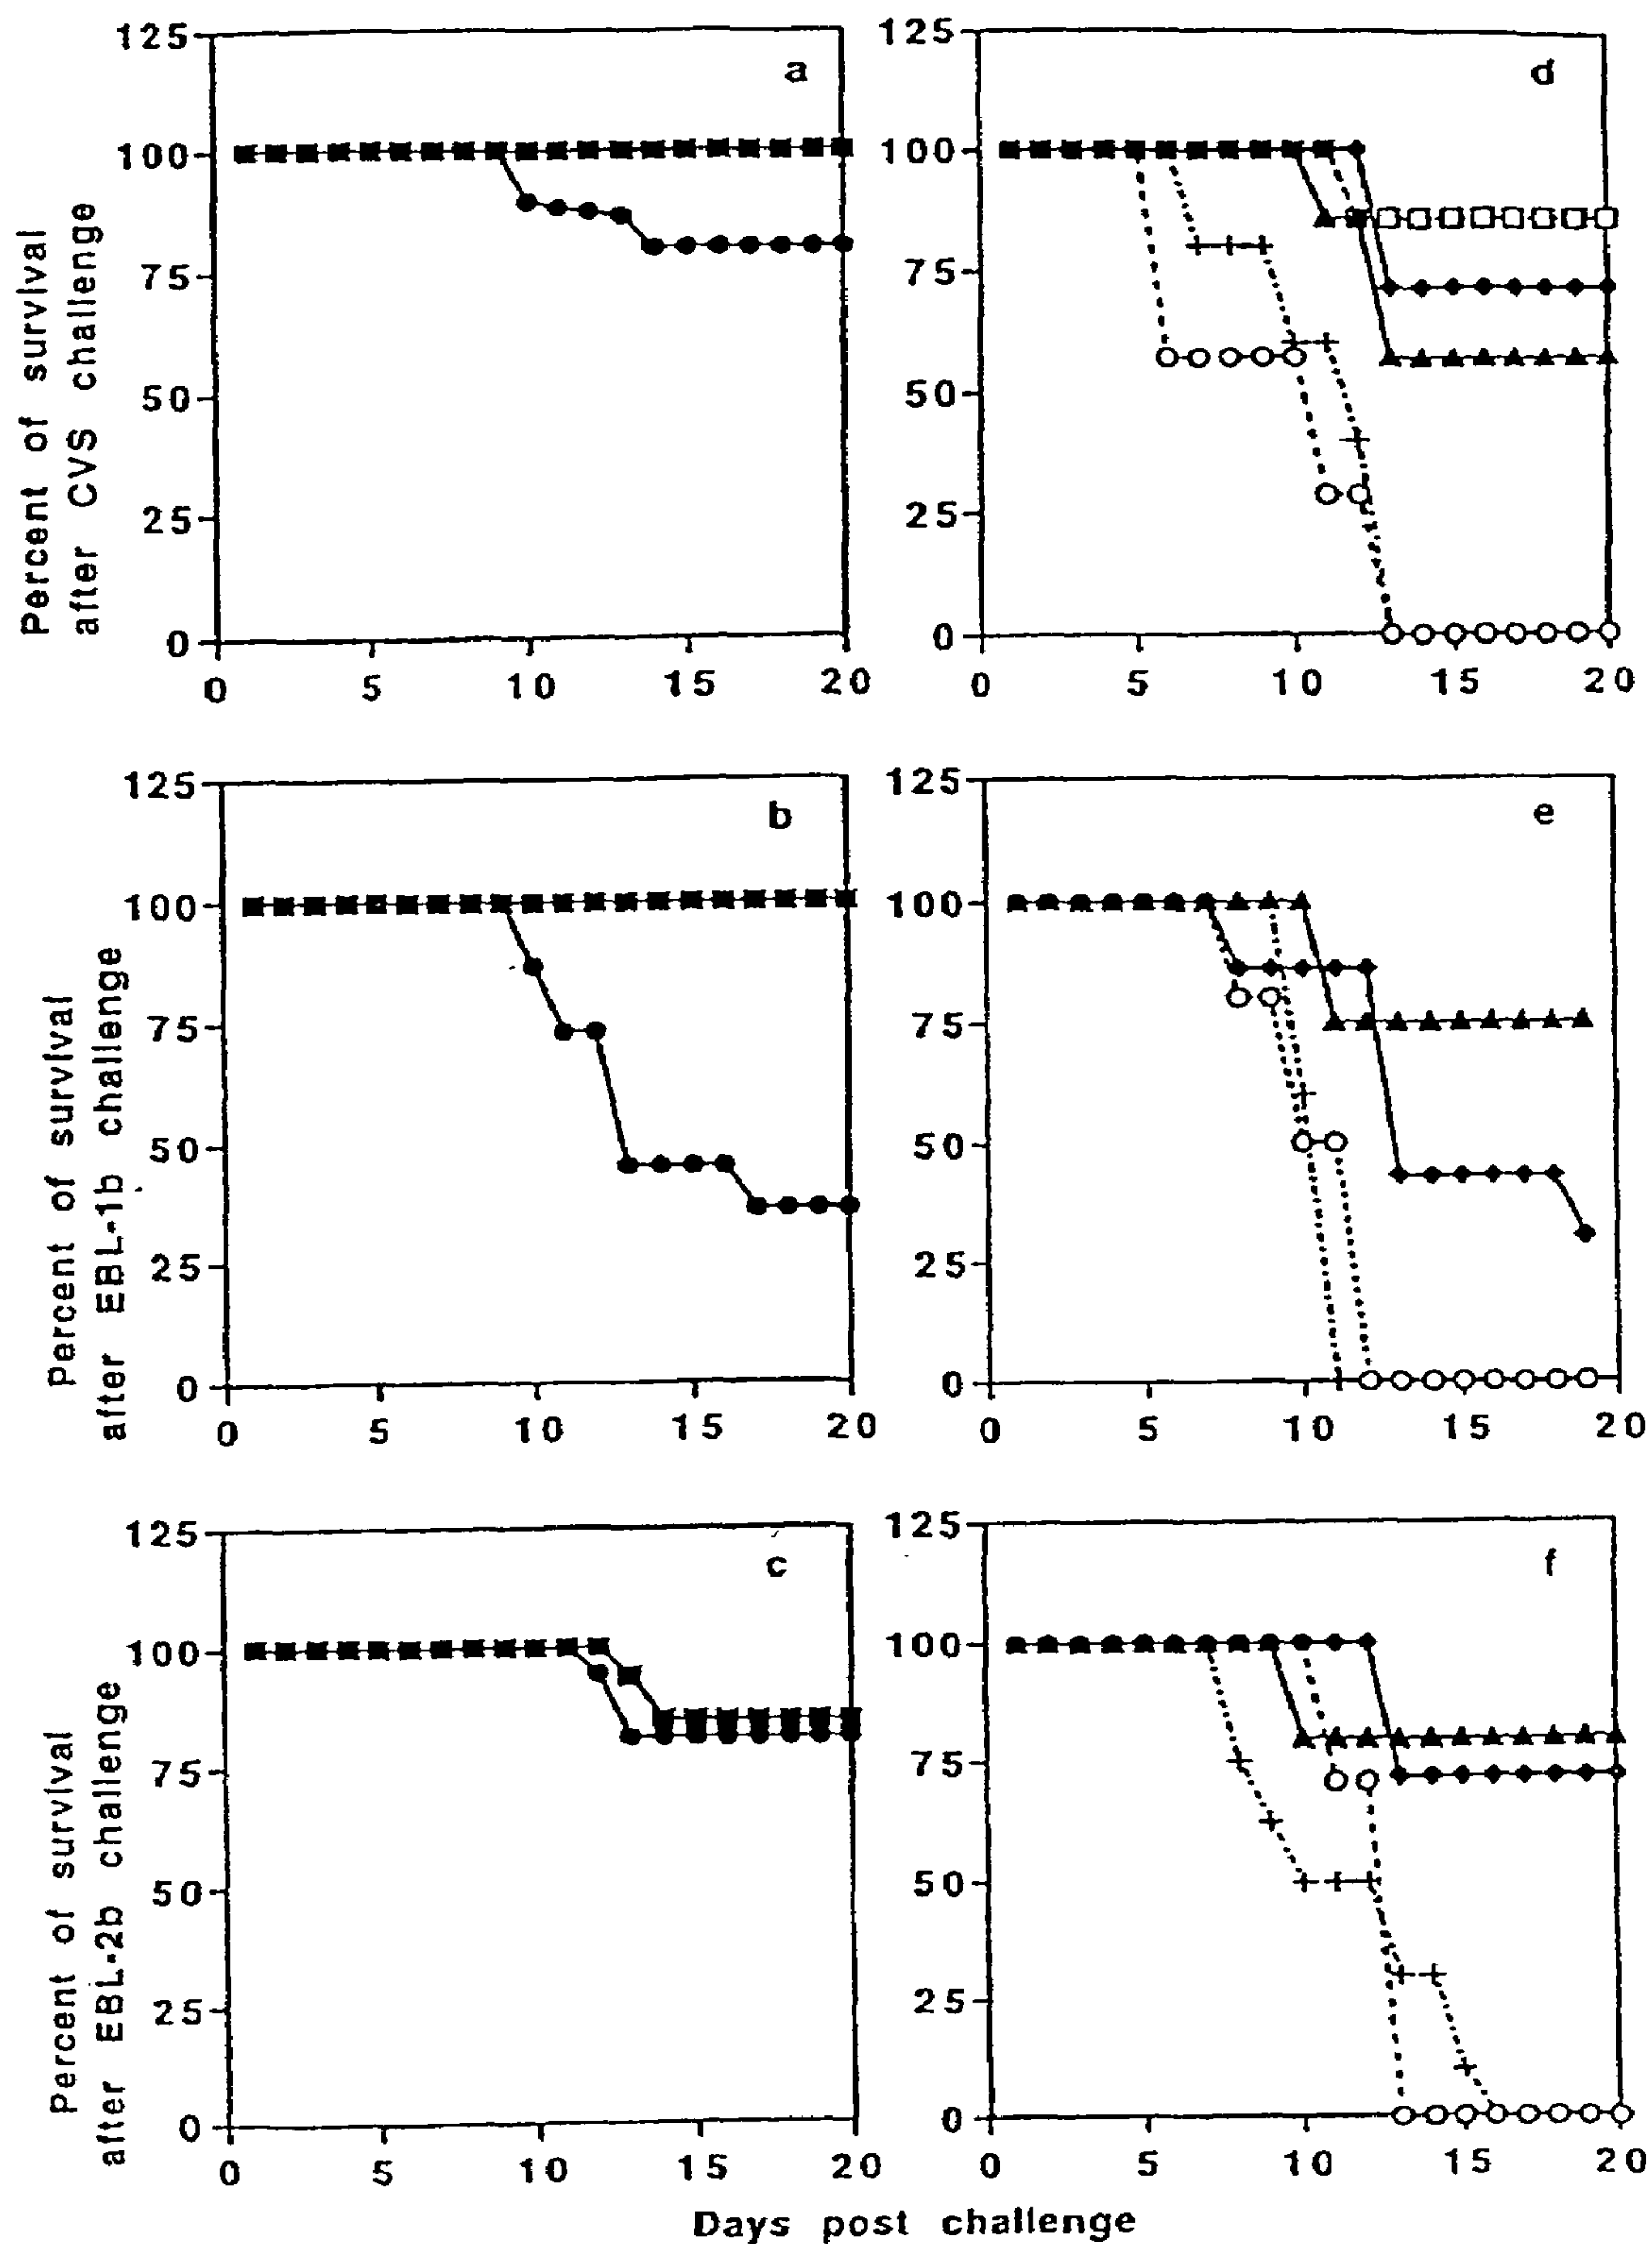 Percent of survival
after CVS challenge
125
100
75
50
25
0
0 5 10 15 20
a
125
100
75
50
25
0
0 5 10 15 20
d
Percent of survival
after EBL-1b challenge
125
100
75
50
25
0
0 5 10 15 20
b
125
100
75
50
25
0
0 5 10 15 20
e
Percent of survival
after EBL-2b challenge
125
100
75
50
25
0
0 5 10 15 20
c
125
100
75
50
25
0
0 5 10 15 20
f
Days post challenge